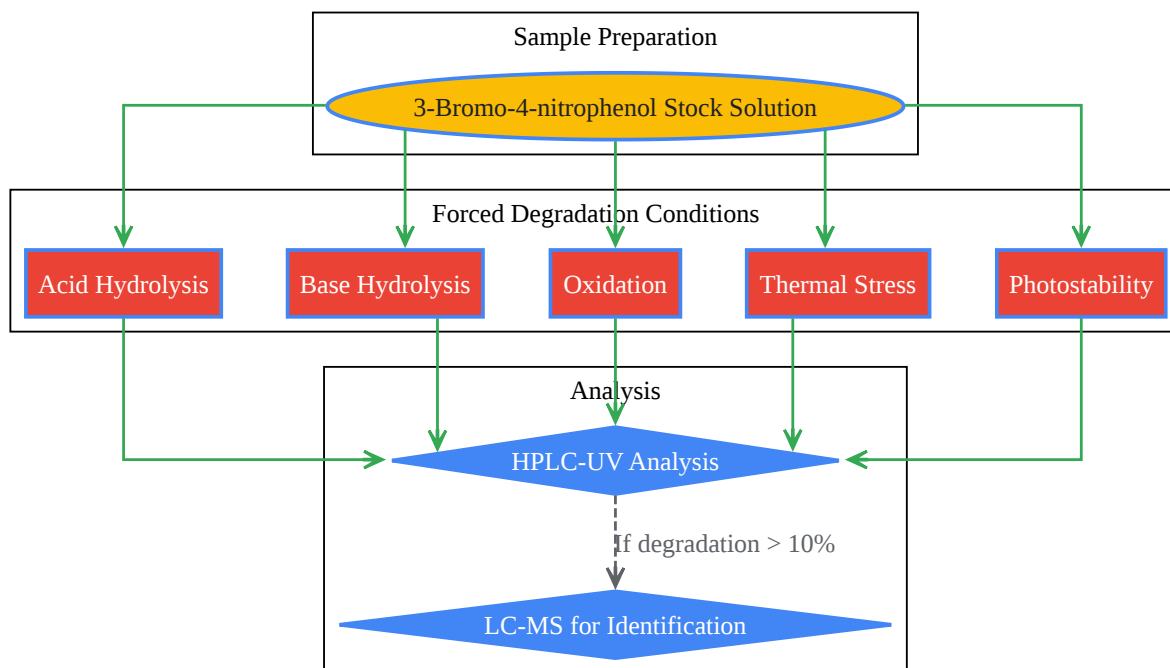 Sample Preparation
3-Bromo-4-nitrophenol Stock Solution
Forced Degradation Conditions
Acid Hydrolysis
Base Hydrolysis
Oxidation
Thermal Stress
Photostability
Analysis
HPLC-UV Analysis
If degradation > 10%
LC-MS for Identification